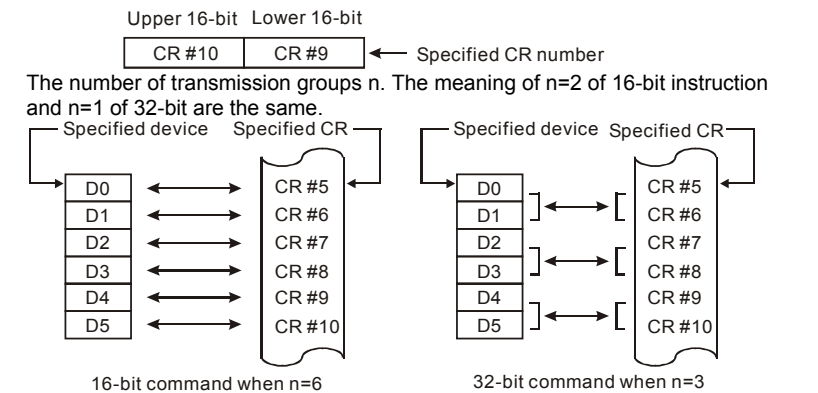 Upper 16-bit Lower 16-bit
CR #10 CR #9 Specified CR number
The number of transmission groups n. The meaning of n=2 of 16-bit instruction
and n=1 of 32-bit are the same.
Specified device Specified CR
D0 CR #5
D1 CR #6
D2 CR #7
D3 CR #8
D4 CR #9
D5 CR #10
16-bit command when n=6
Specified device Specified CR
D0 CR #5
D1 CR #6
D2 CR #7
D3 CR #8
D4 CR #9
D5 CR #10
32-bit command when n=3